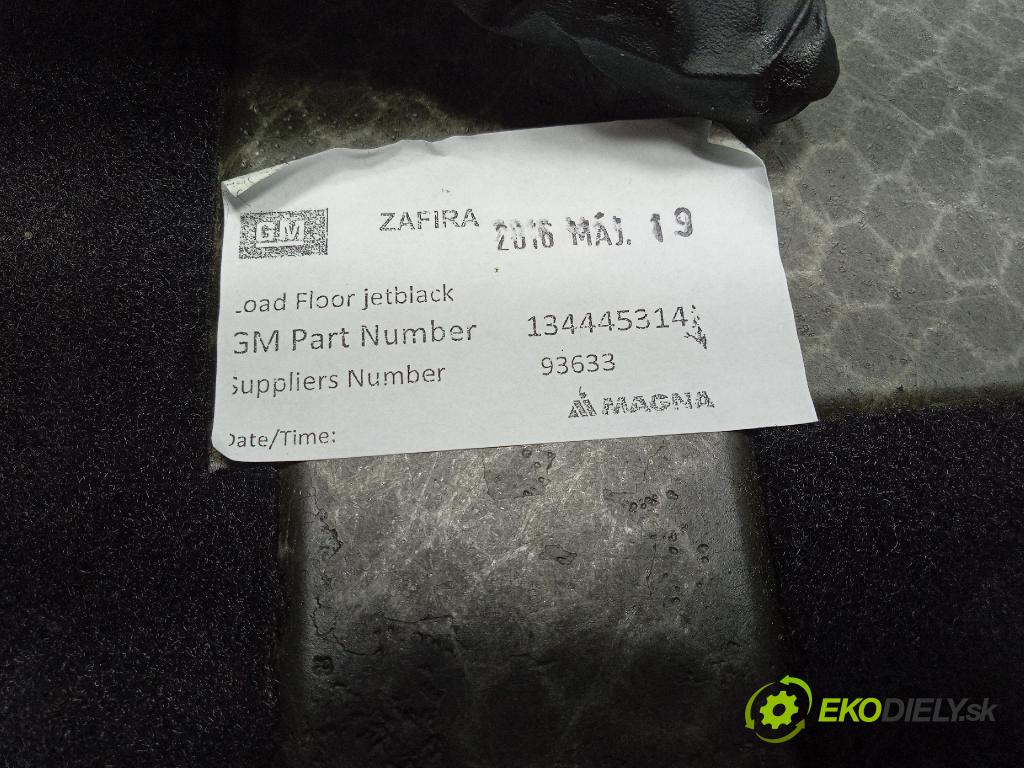 GM ZAFIRA 2016 MÁJ. 19
Load Floor jetblack
GM Part Number 134445314
Suppliers Number 93633
MAGNA
Date/Time:
EKODIELY.sk